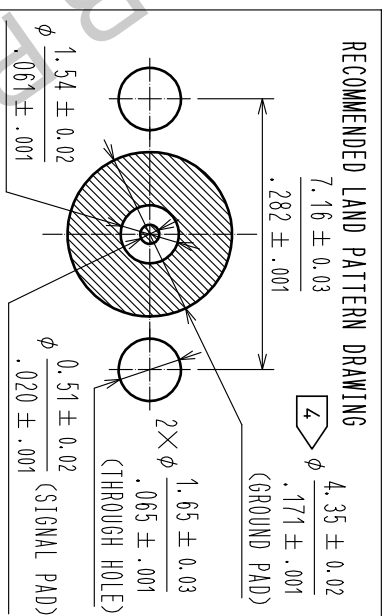 RECOMMENDED LAND PATTERN DRAWING
7.16 ± 0.03
.282 ± .001
4
φ 4.35 ± 0.02
.171 ± .001
(GROUND PAD)
2×φ 1.65 ± 0.03
.065 ± .001
(THROUGH HOLE)
φ 1.54 ± 0.02
.061 ± .001
φ 0.51 ± 0.02
.020 ± .001
(SIGNAL PAD)